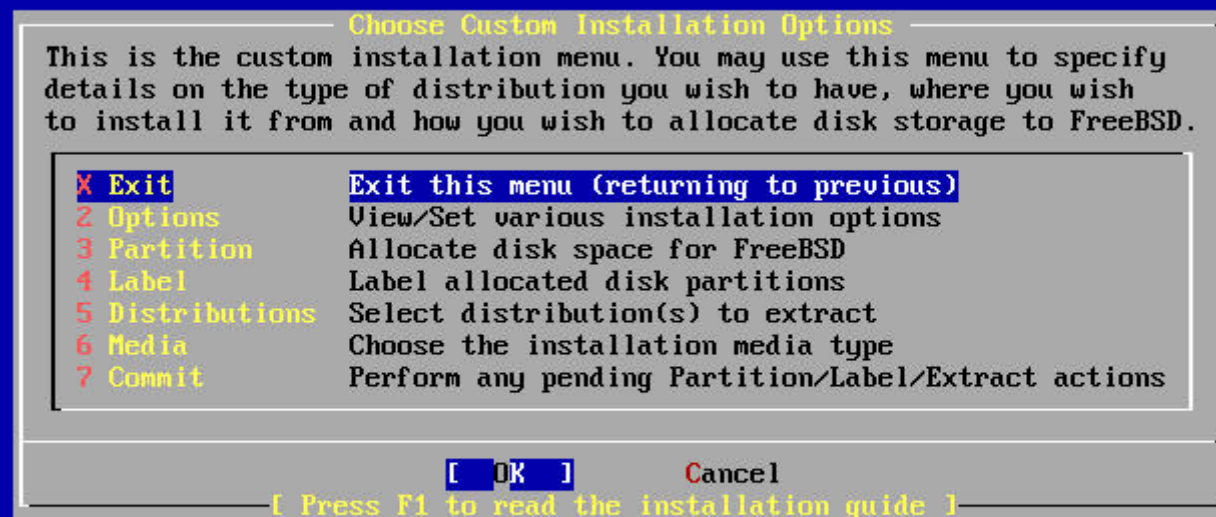 Choose Custom Installation Options
This is the custom installation menu. You may use this menu to specify
details on the type of distribution you wish to have, where you wish
to install it from and how you wish to allocate disk storage to FreeBSD.
X Exit Exit this menu (returning to previous)
2 Options View/Set various installation options
3 Partition Allocate disk space for FreeBSD
4 Label Label allocated disk partitions
5 Distributions Select distribution(s) to extract
6 Media Choose the installation media type
7 Commit Perform any pending Partition/Label/Extract actions
[ OK ] Cancel
[ Press F1 to read the installation guide ]